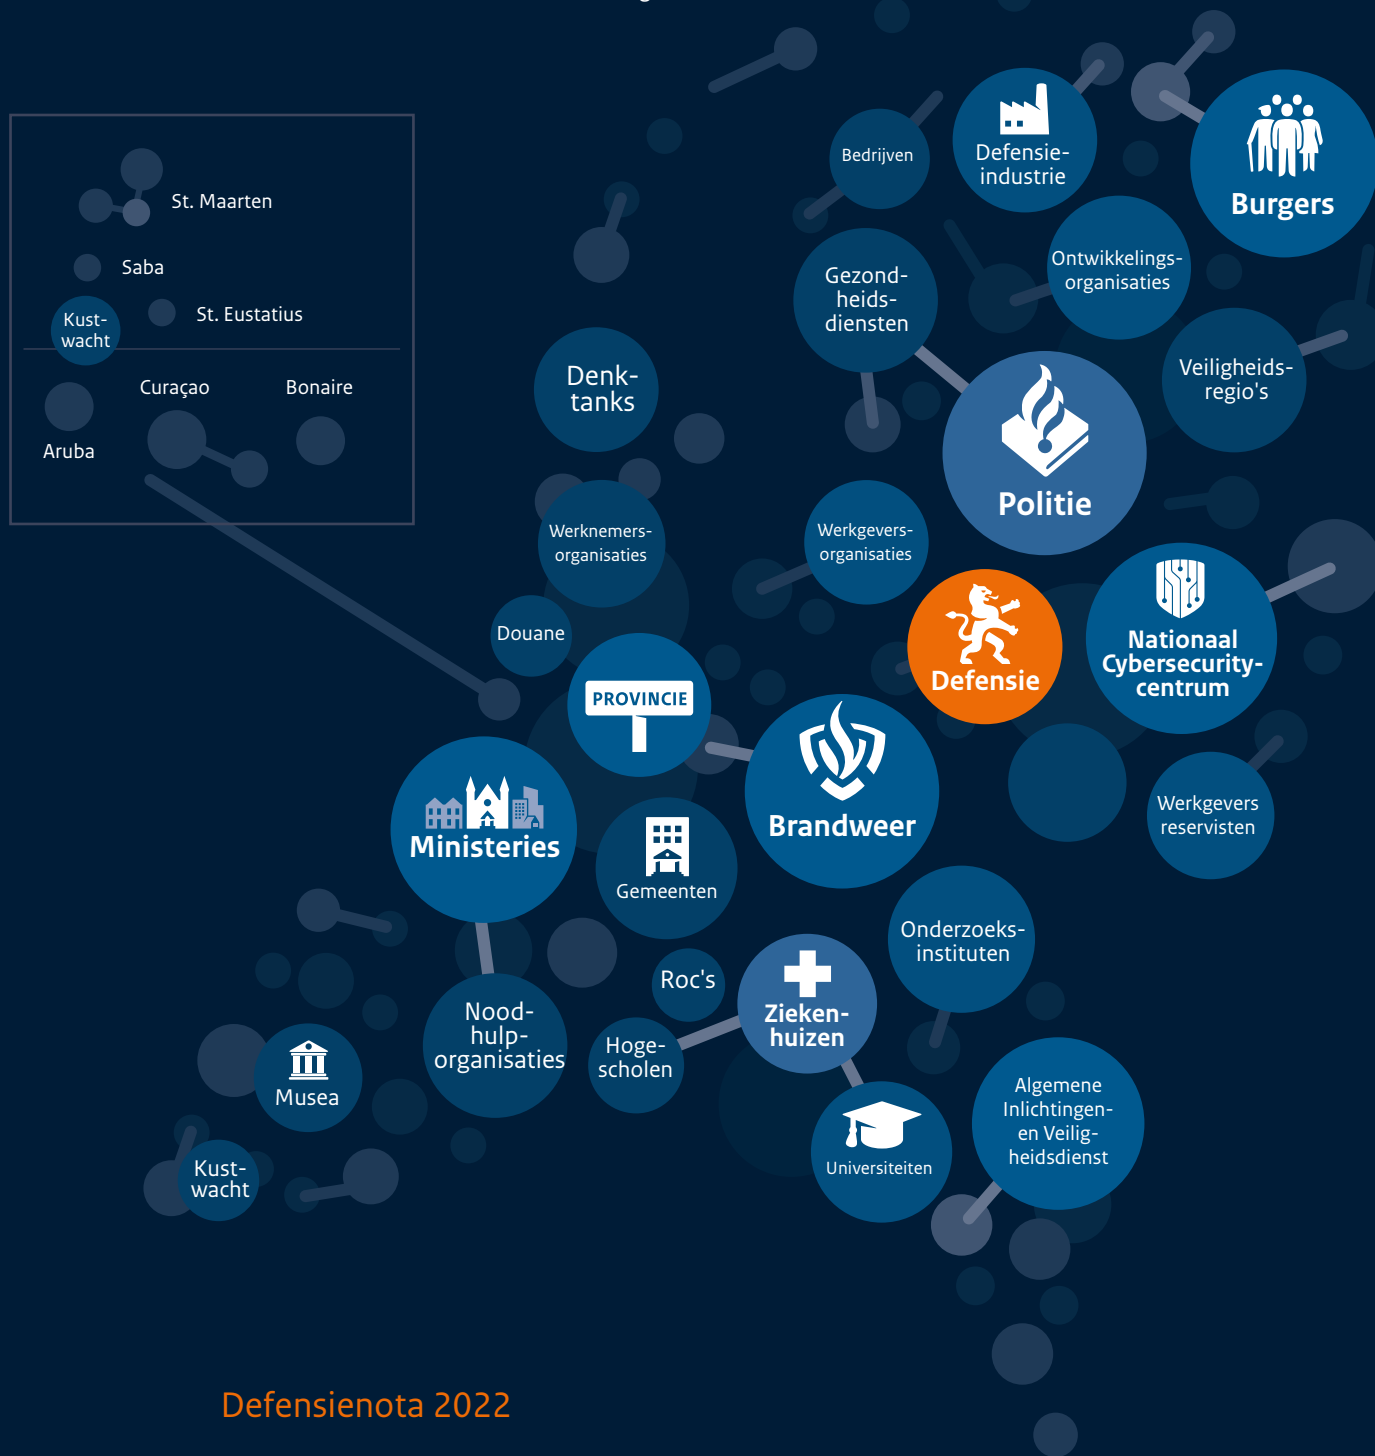 St. Maarten
Saba
St. Eustatius
Kust-
wacht
Curaçao
Bonaire
Aruba
Bedrijven
Defensie-
industrie
Burgers
Ontwikkelings-
organisaties
Gezond-
heids-
diensten
Veiligheids-
regio's
Denk-
tanks
Politie
Werknemers-
organisaties
Werkgevers-
organisaties
Douane
Defensie
Nationaal
Cybersecurity-
centrum
PROVINCIE
Ministeries
Brandweer
Werkgevers
reservisten
Gemeenten
Onderzoeks-
instituten
Roc's
Nood-
hulp-
organisaties
Hoge-
scholen
Zieken-
huizen
Musea
Algemene
Inlichtingen-
en Veilig-
heidsdienst
Universiteiten
Kust-
wacht
Defensienota 2022